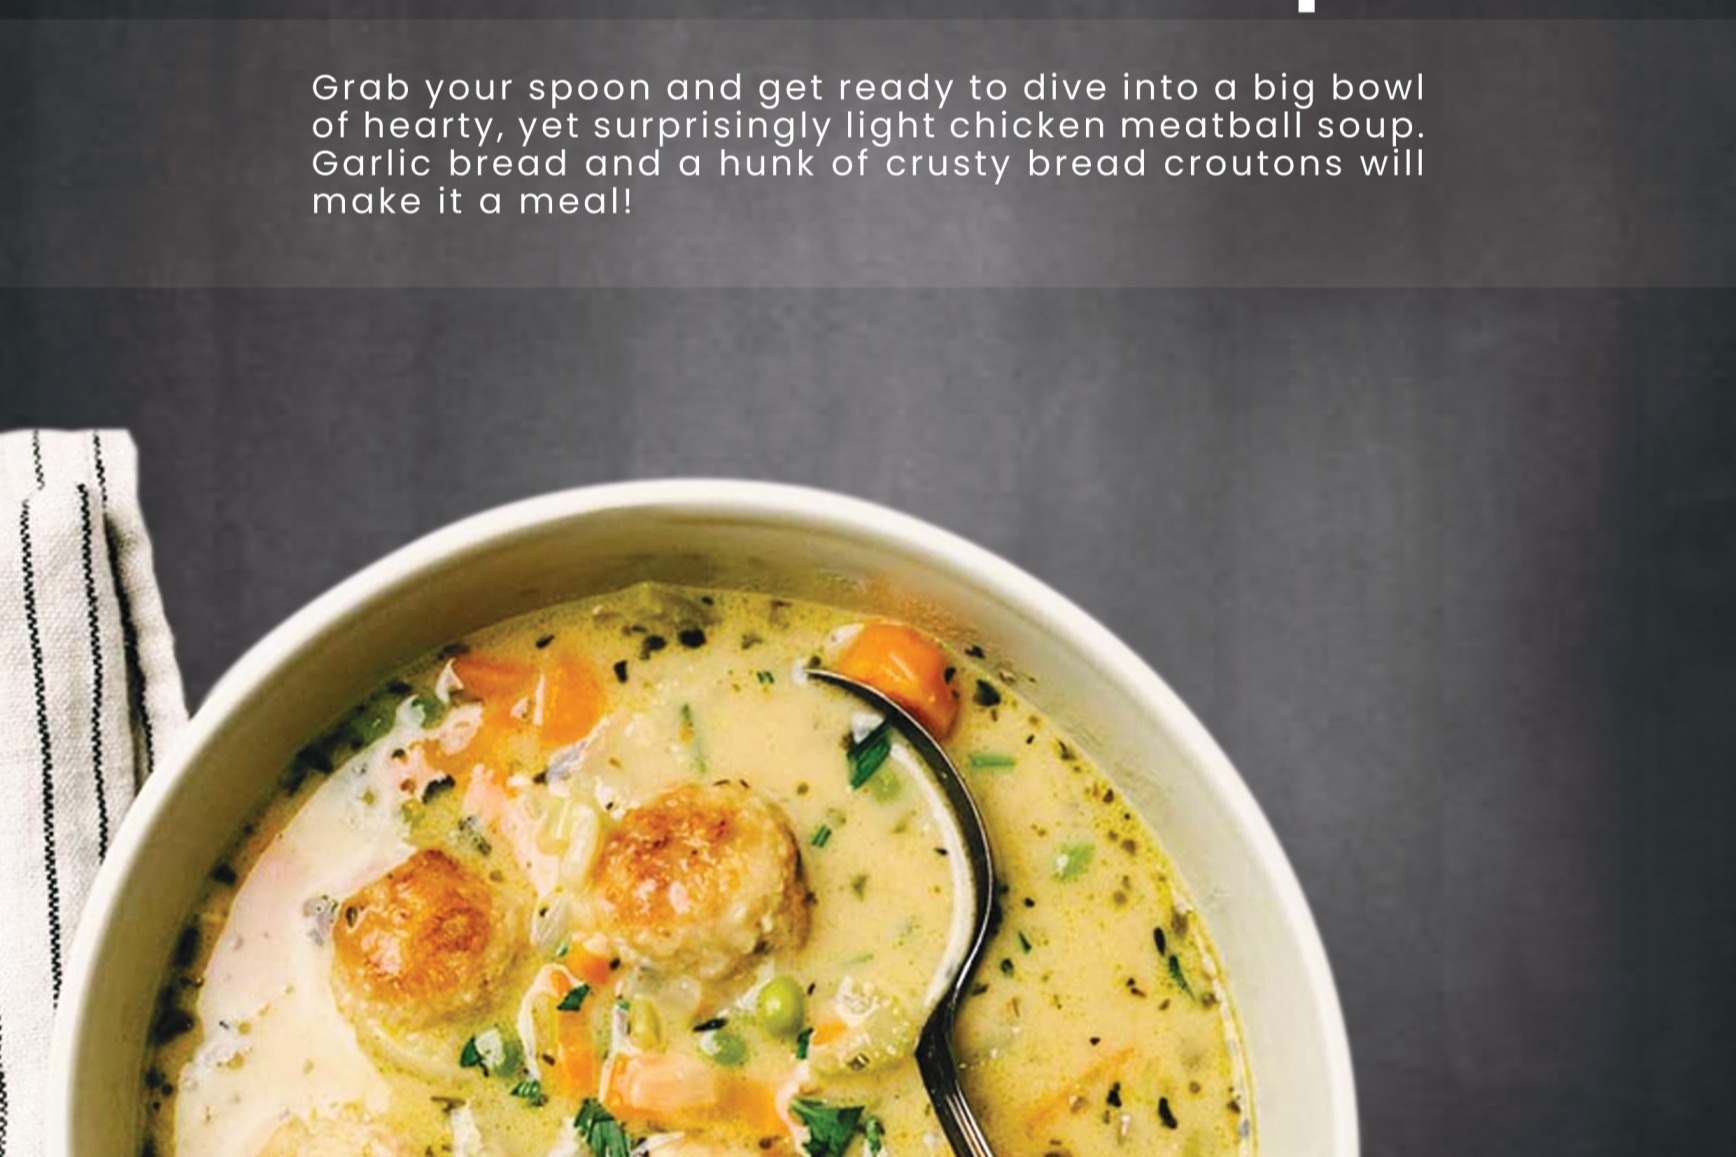 Grab your spoon and get ready to dive into a big bowl
of hearty, yet surprisingly light chicken meatball soup.
Garlic bread and a hunk of crusty bread croutons will
make it a meal!